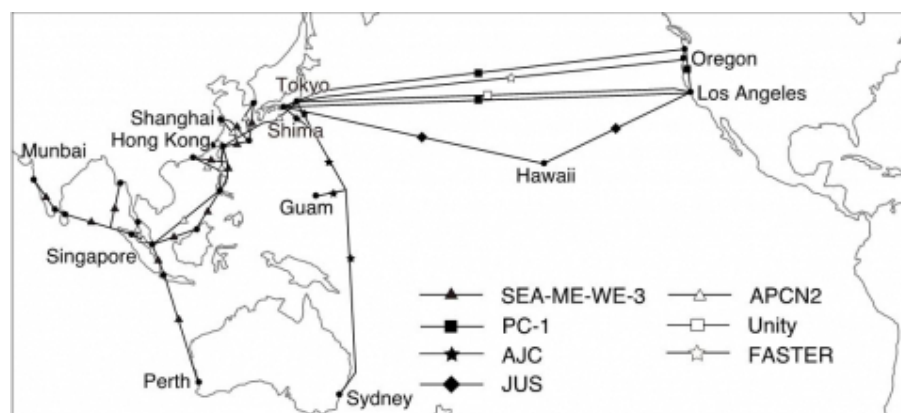 Oregon
Tokyo
Los Angeles
Shanghai
Hong Kong
Shima
Mumbai
Hawaii
Guam
Singapore
SEA-ME-WE-3
APCN2
PC-1
Unity
AJC
FASTER
JUS
Perth
Sydney